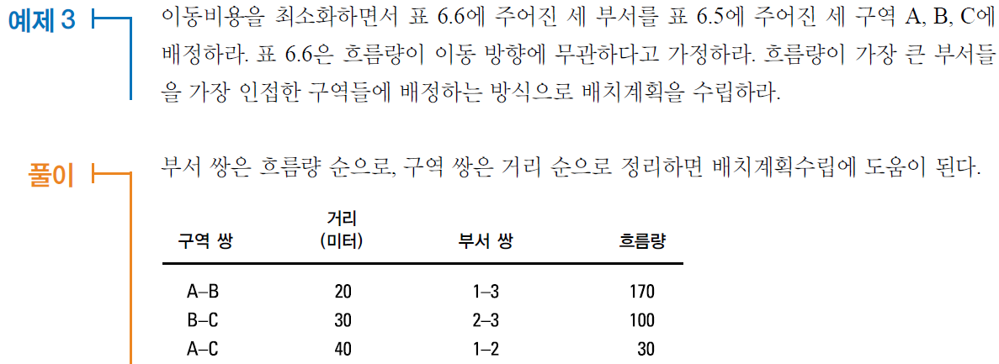 예제 3 이동비용을 최소화하면서 표 6.6에 주어진 세 부서를 표 6.5에 주어진 세 구역 A, B, C에
배정하라. 표 6.6은 흐름량이 이동 방향에 무관하다고 가정하라. 흐름량이 가장 큰 부서들
을 가장 인접한 구역들에 배정하는 방식으로 배치계획을 수립하라.
풀이 부서 쌍은 흐름량 순으로, 구역 쌍은 거리 순으로 정리하면 배치계획수립에 도움이 된다.
거리
구역 쌍 (미터) 부서 쌍 흐름량
A–B 20 1–3 170
B–C 30 2–3 100
A–C 40 1–2 30